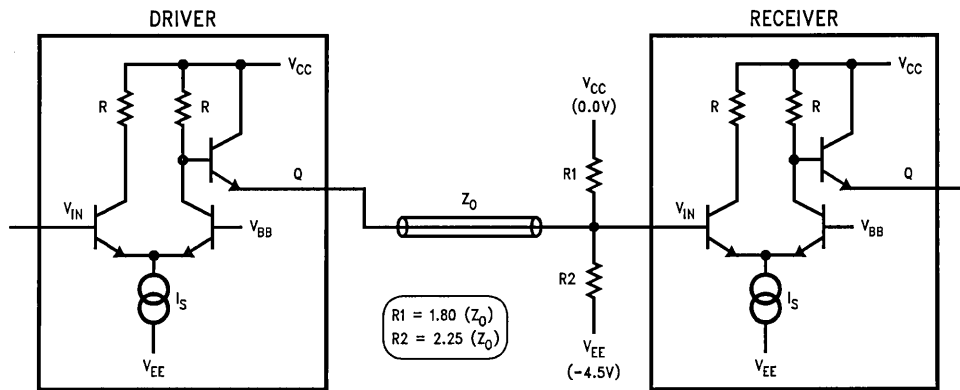 DRIVER
RECEIVER
V_CC
R
R
Q
V_IN
V_BB
I_S
V_EE
Z_O
V_CC
(0.0V)
R1
R2
V_EE
(-4.5V)
R1 = 1.80 (Z_O)
R2 = 2.25 (Z_O)
V_CC
R
R
Q
V_IN
V_BB
I_S
V_EE